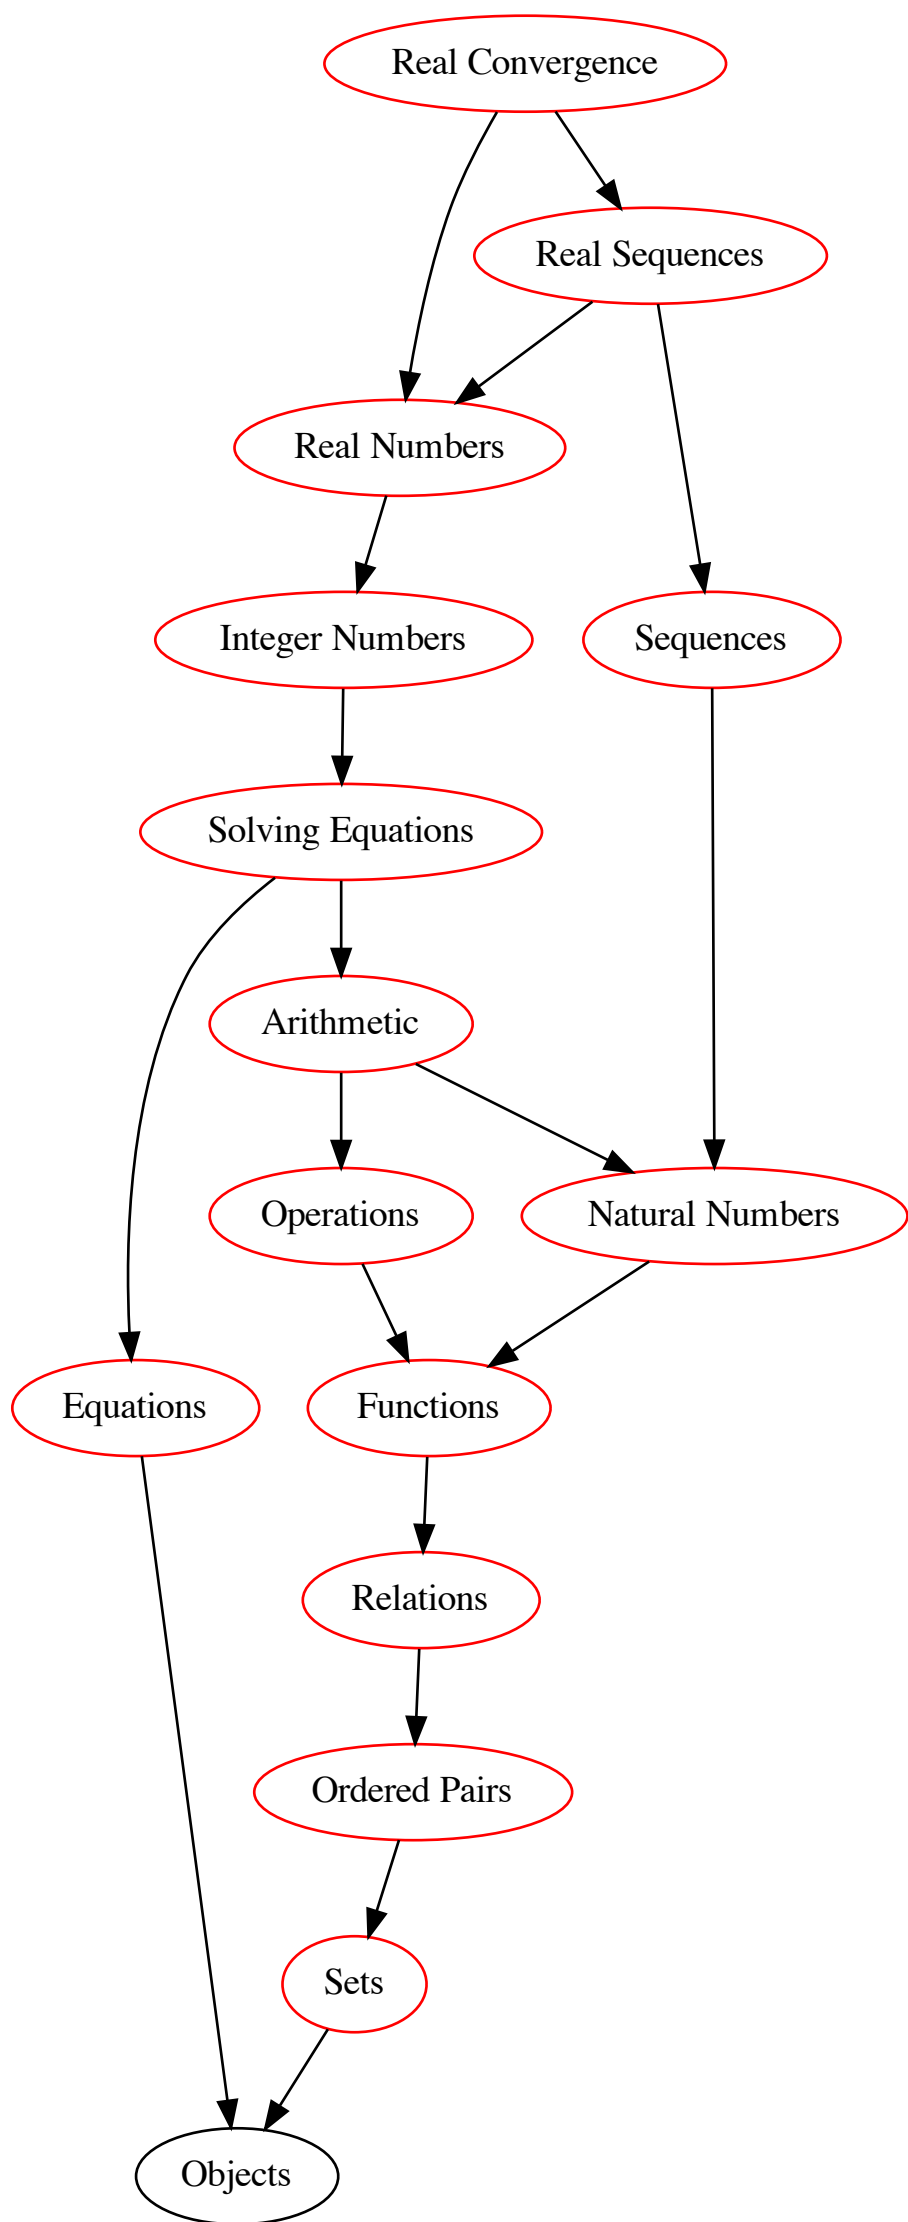 Real Convergence
Real Sequences
Real Numbers
Integer Numbers
Sequences
Solving Equations
Arithmetic
Operations
Natural Numbers
Equations
Functions
Relations
Ordered Pairs
Sets
Objects